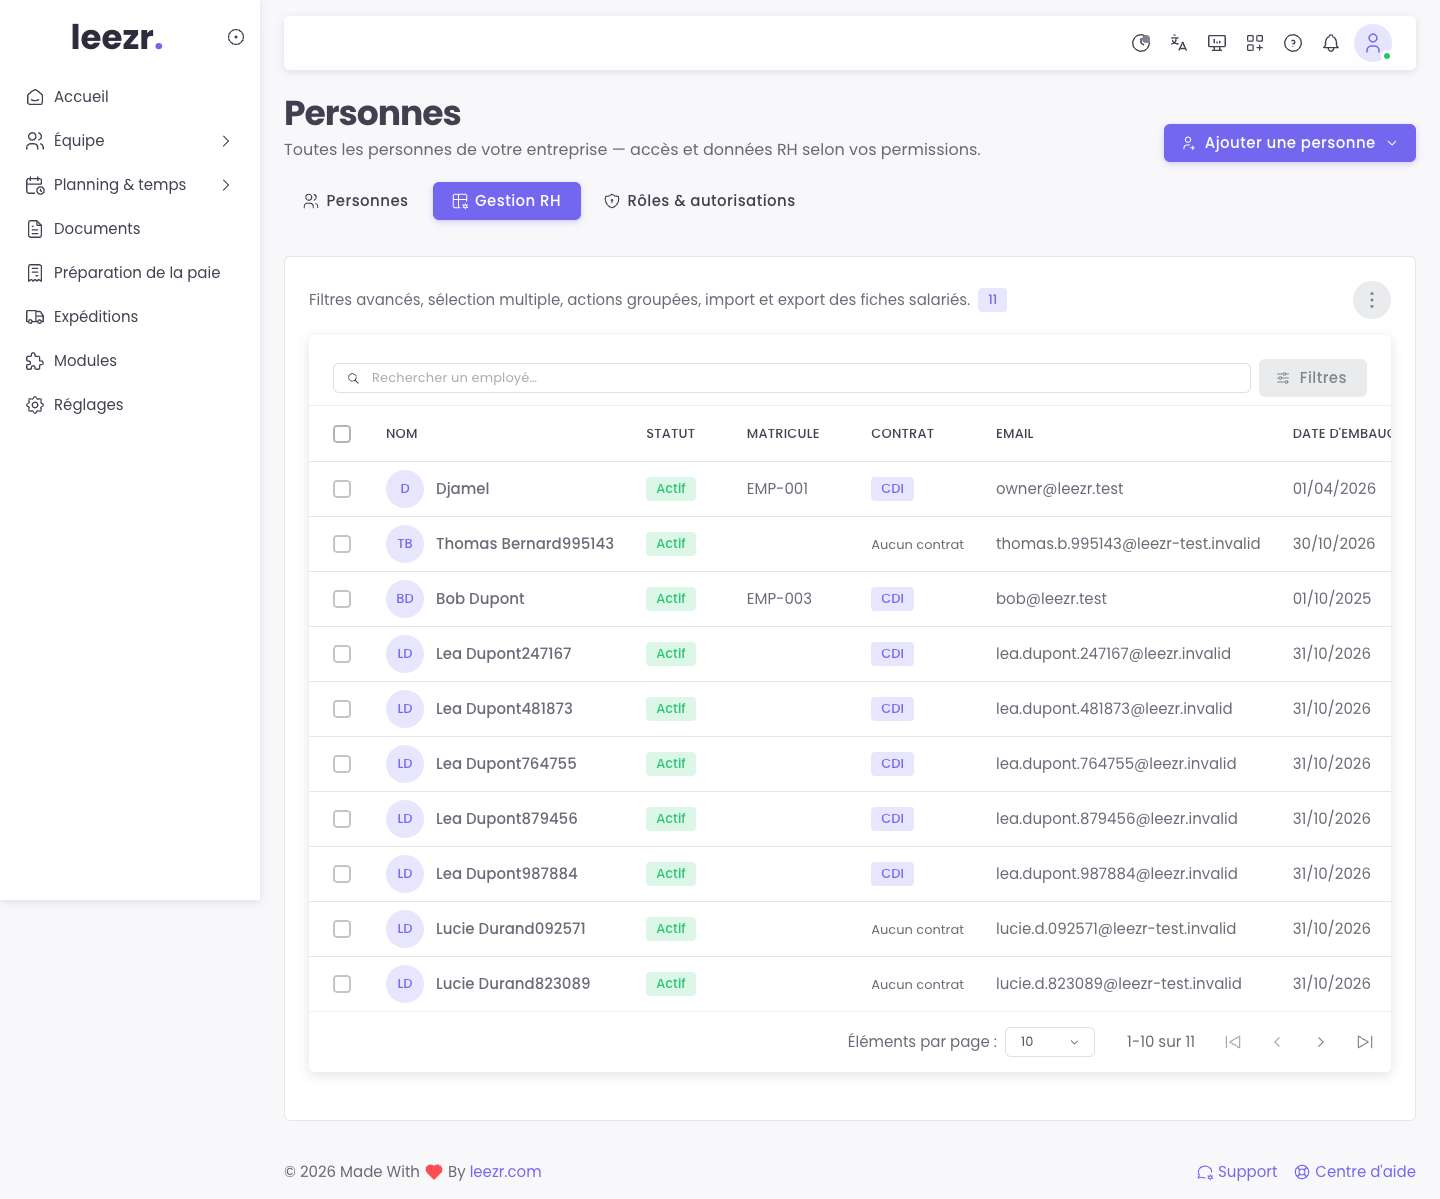 leezr.
Accueil
Équipe
Planning & temps
Documents
Préparation de la paie
Expéditions
Modules
Réglages
Personnes
Toutes les personnes de votre entreprise — accès et données RH selon vos permissions.
Ajouter une personne
Personnes
Gestion RH
Rôles & autorisations
Filtres avancés, sélection multiple, actions groupées, import et export des fiches salariés. 11
Rechercher un employé...
Filtres
NOM STATUT MATRICULE CONTRAT EMAIL DATE D'EMBAUC
D Djamel Actif EMP-001 CDI owner@leezr.test 01/04/2026
TB Thomas Bernard995143 Actif Aucun contrat thomas.b.995143@leezr-test.invalid 30/10/2026
BD Bob Dupont Actif EMP-003 CDI bob@leezr.test 01/10/2025
LD Lea Dupont247167 Actif CDI lea.dupont.247167@leezr.invalid 31/10/2026
LD Lea Dupont481873 Actif CDI lea.dupont.481873@leezr.invalid 31/10/2026
LD Lea Dupont764755 Actif CDI lea.dupont.764755@leezr.invalid 31/10/2026
LD Lea Dupont879456 Actif CDI lea.dupont.879456@leezr.invalid 31/10/2026
LD Lea Dupont987884 Actif CDI lea.dupont.987884@leezr.invalid 31/10/2026
LD Lucie Durand092571 Actif Aucun contrat lucie.d.092571@leezr-test.invalid 31/10/2026
LD Lucie Durand823089 Actif Aucun contrat lucie.d.823089@leezr-test.invalid 31/10/2026
Éléments par page : 10 1-10 sur 11
© 2026 Made With By leezr.com
Support
Centre d'aide